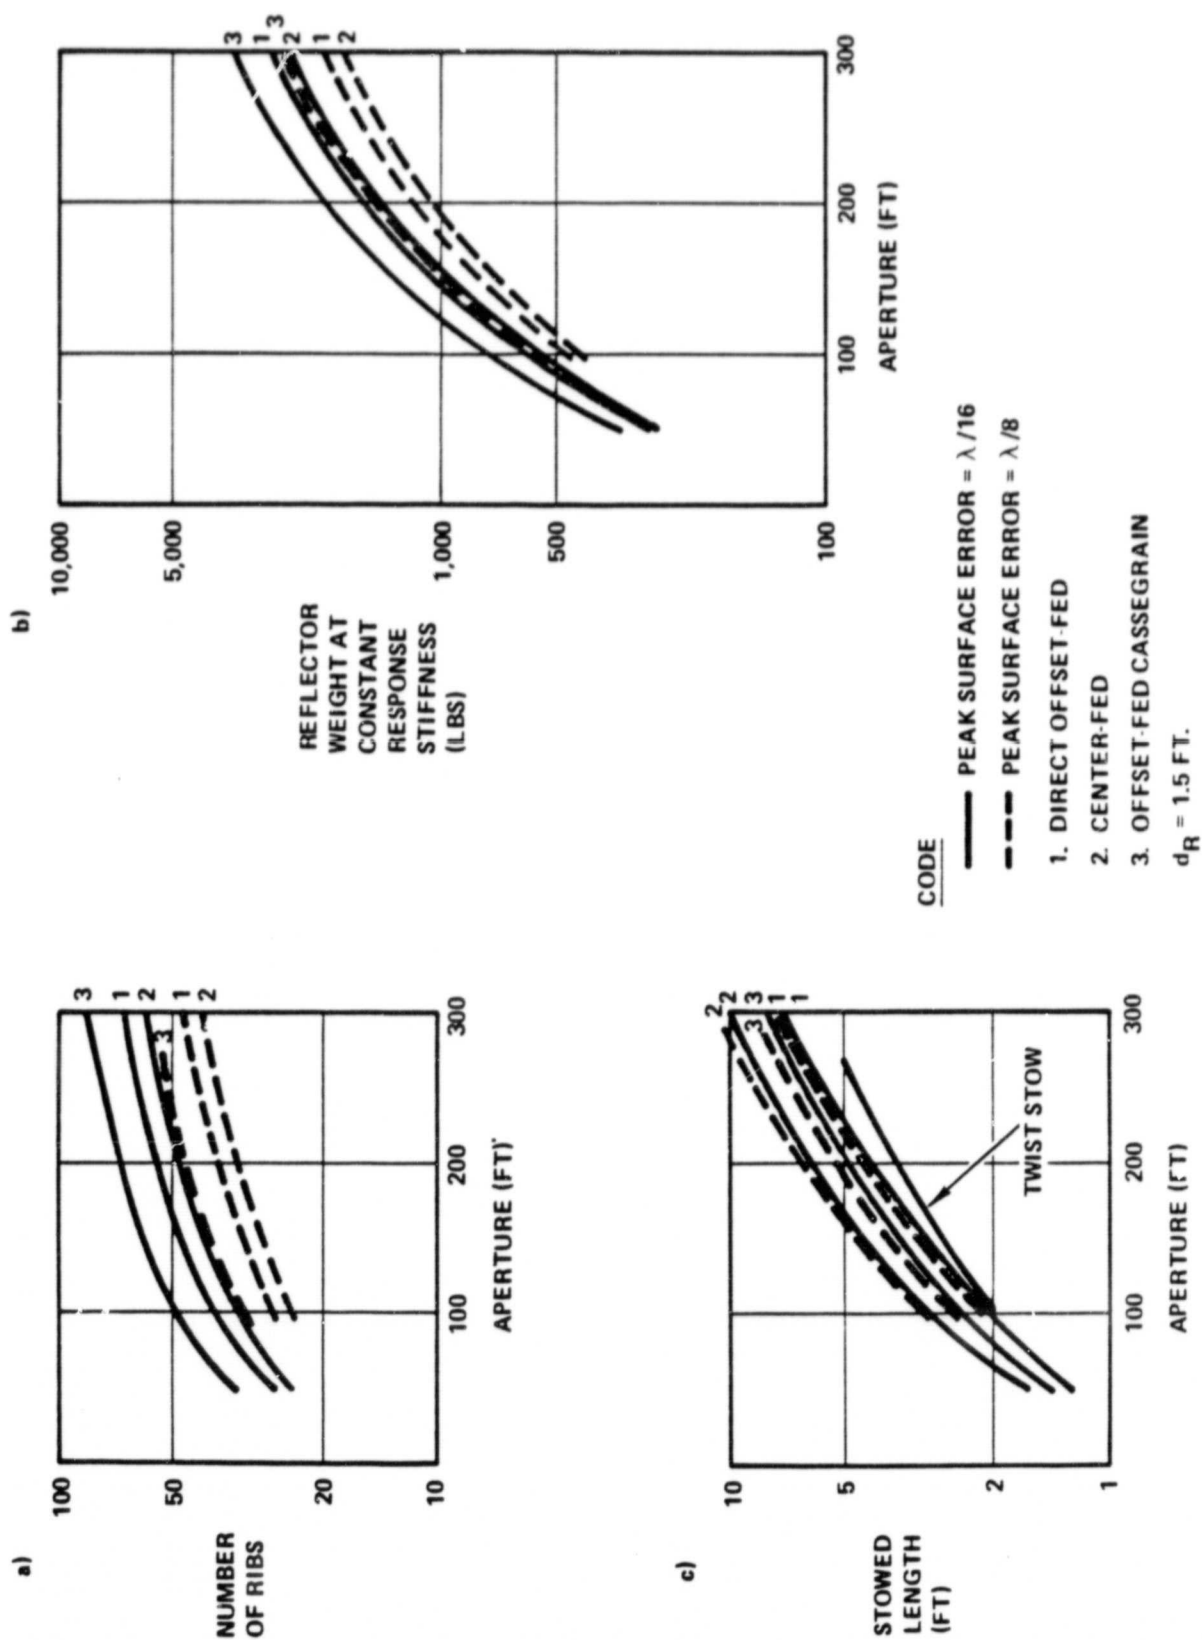 a)
NUMBER
OF RIBS
100
50
20
10
3
1
2
3
1
2
100
200
300
APERTURE (FT)
b)
REFLECTOR
WEIGHT AT
CONSTANT
RESPONSE
STIFFNESS
(LBS)
10,000
5,000
1,000
500
100
3
1
3
2
1
2
100
200
300
APERTURE (FT)
c)
STOWED
LENGTH
(FT)
10
5
2
1
2
2
3
3
1
1
TWIST STOW
100
200
300
APERTURE (FT)
CODE
PEAK SURFACE ERROR = λ/16
PEAK SURFACE ERROR = λ/8
1. DIRECT OFFSET-FED
2. CENTER-FED
3. OFFSET-FED CASSEGRAIN
dR = 1.5 FT.